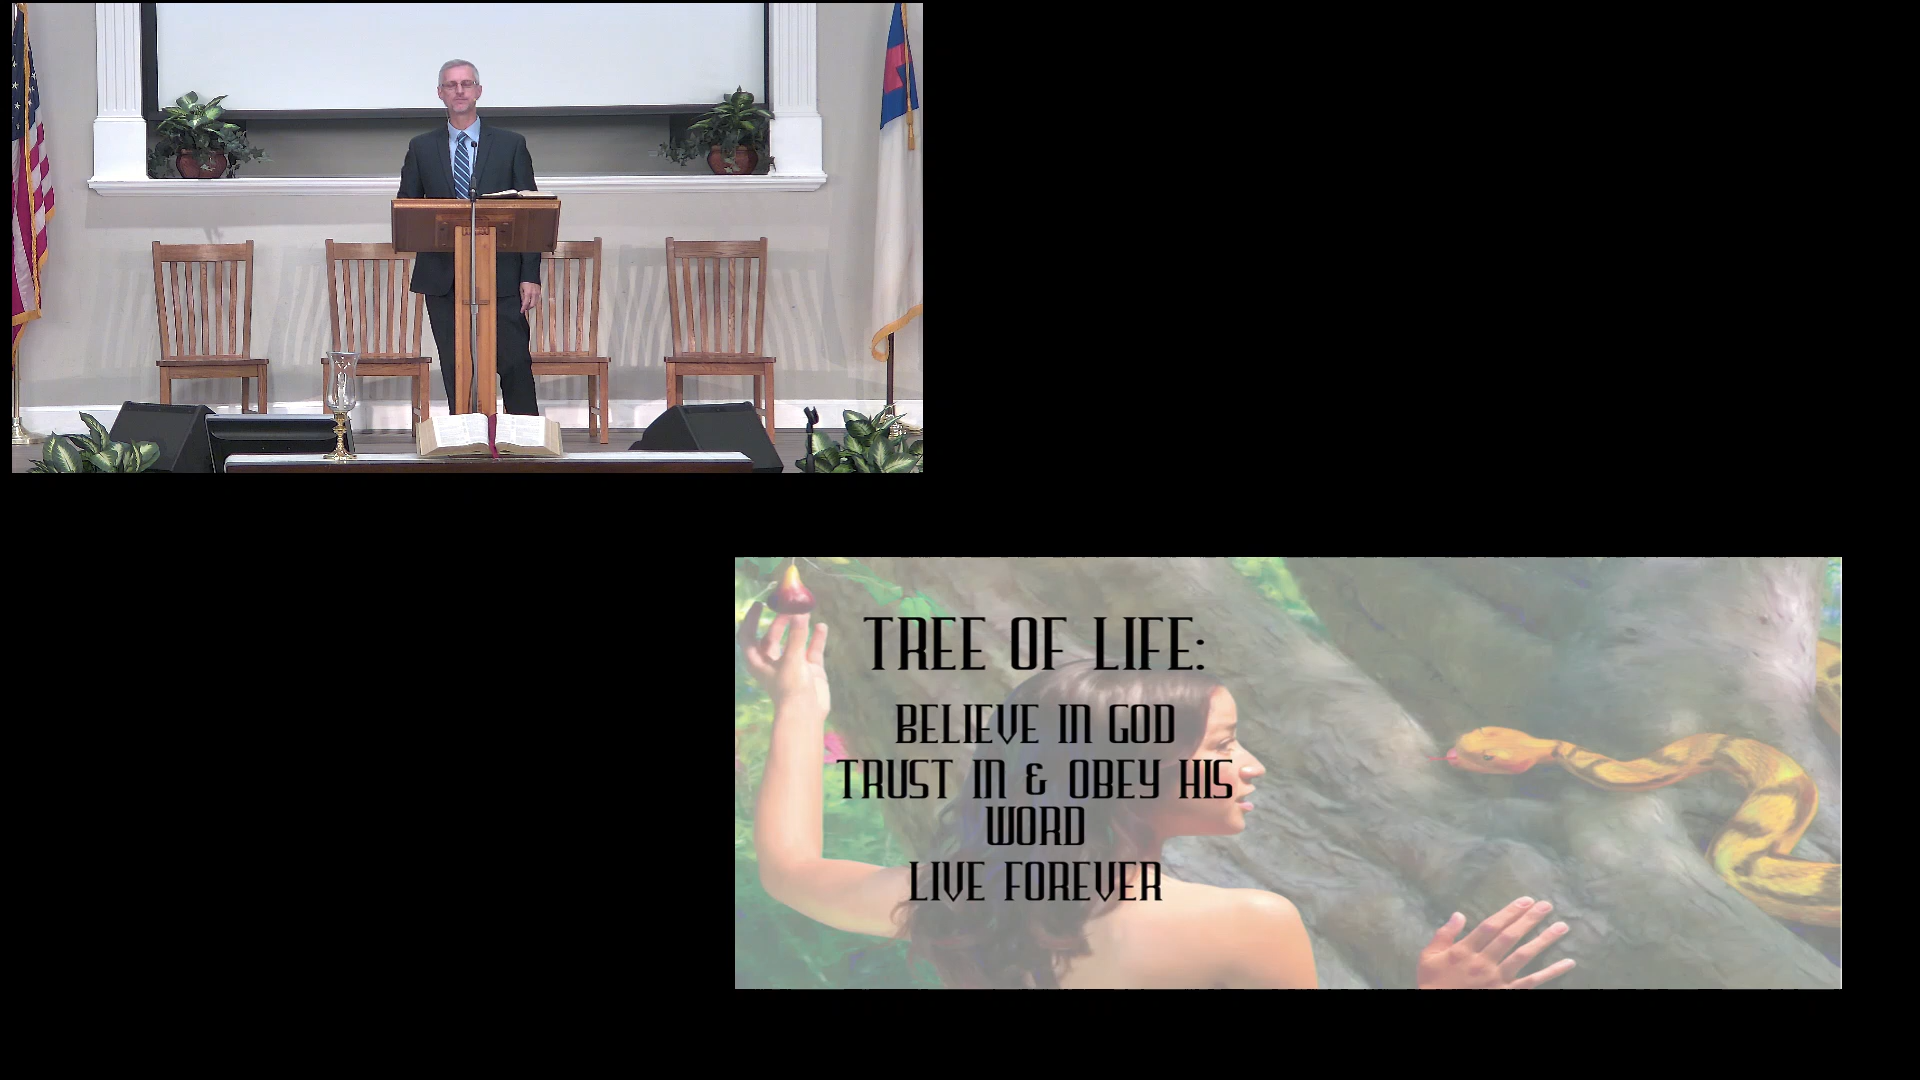 TREE OF LIFE:
BELIEVE IN GOD
TRUST IN & OBEY HIS
WORD
LIVE FOREVER